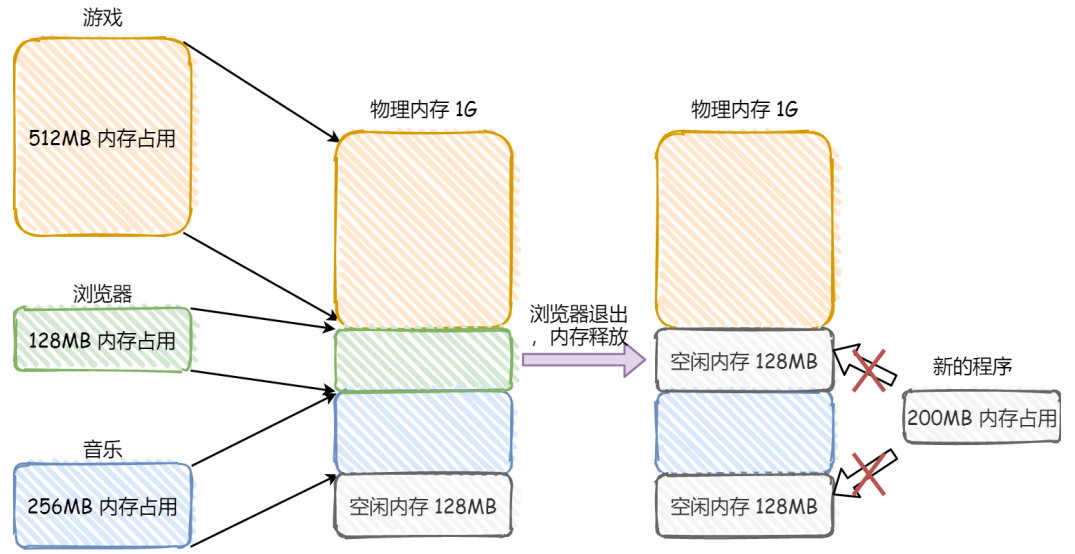 游戏
512MB 内存占用
浏览器
128MB 内存占用
音乐
256MB 内存占用
物理内存 1G
空闲内存 128MB
浏览器退出
，内存释放
物理内存 1G
空闲内存 128MB
空闲内存 128MB
新的程序
200MB 内存占用